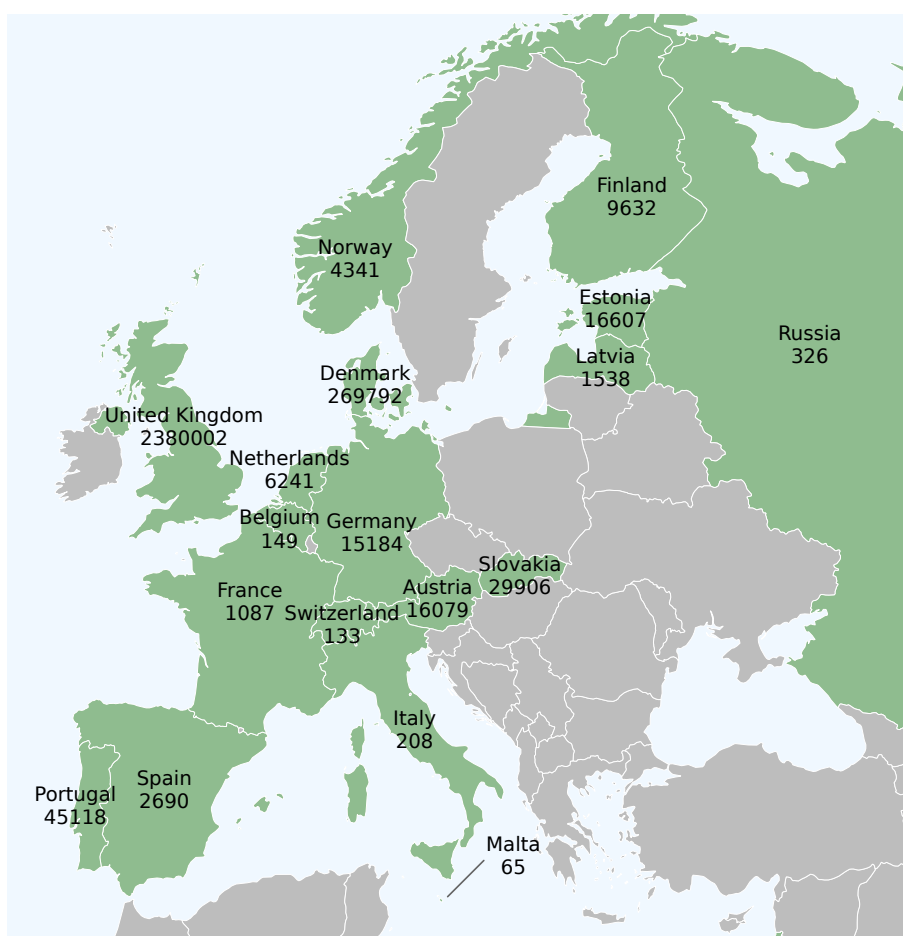 Finland
9632
Norway
4341
Estonia
16607
Russia
326
Latvia
1538
Denmark
269792
United Kingdom
2380002
Netherlands
6241
Belgium
149
Germany
15184
Slovakia
29906
Austria
16079
France
1087
Switzerland
133
Italy
208
Spain
2690
Portugal
45118
Malta
65